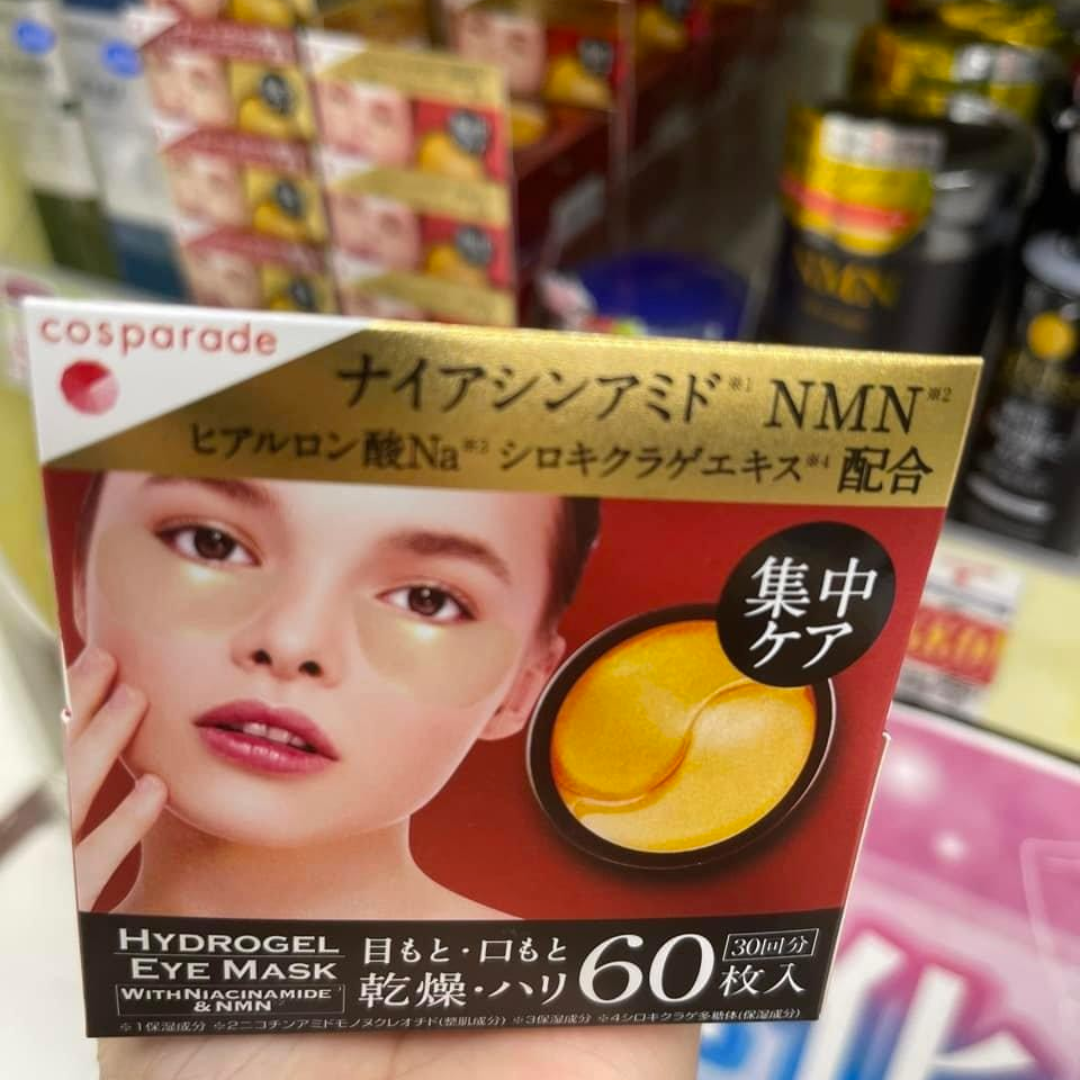 cosparade
ナイアシンアミド※1 NMN※2
ヒアルロン酸Na※3 シロキクラゲエキス※4 配合
集中
ケア
HYDROGEL
EYE MASK
WITH NIACINAMIDE
& NMN
目もと・口もと
乾燥・ハリ
60枚入
30回分
※1保湿成分 ※2ニコチンアミドモノヌクレオチド(整肌成分) ※3保湿成分 ※4シロキクラゲ多糖体(保湿成分)
NMN